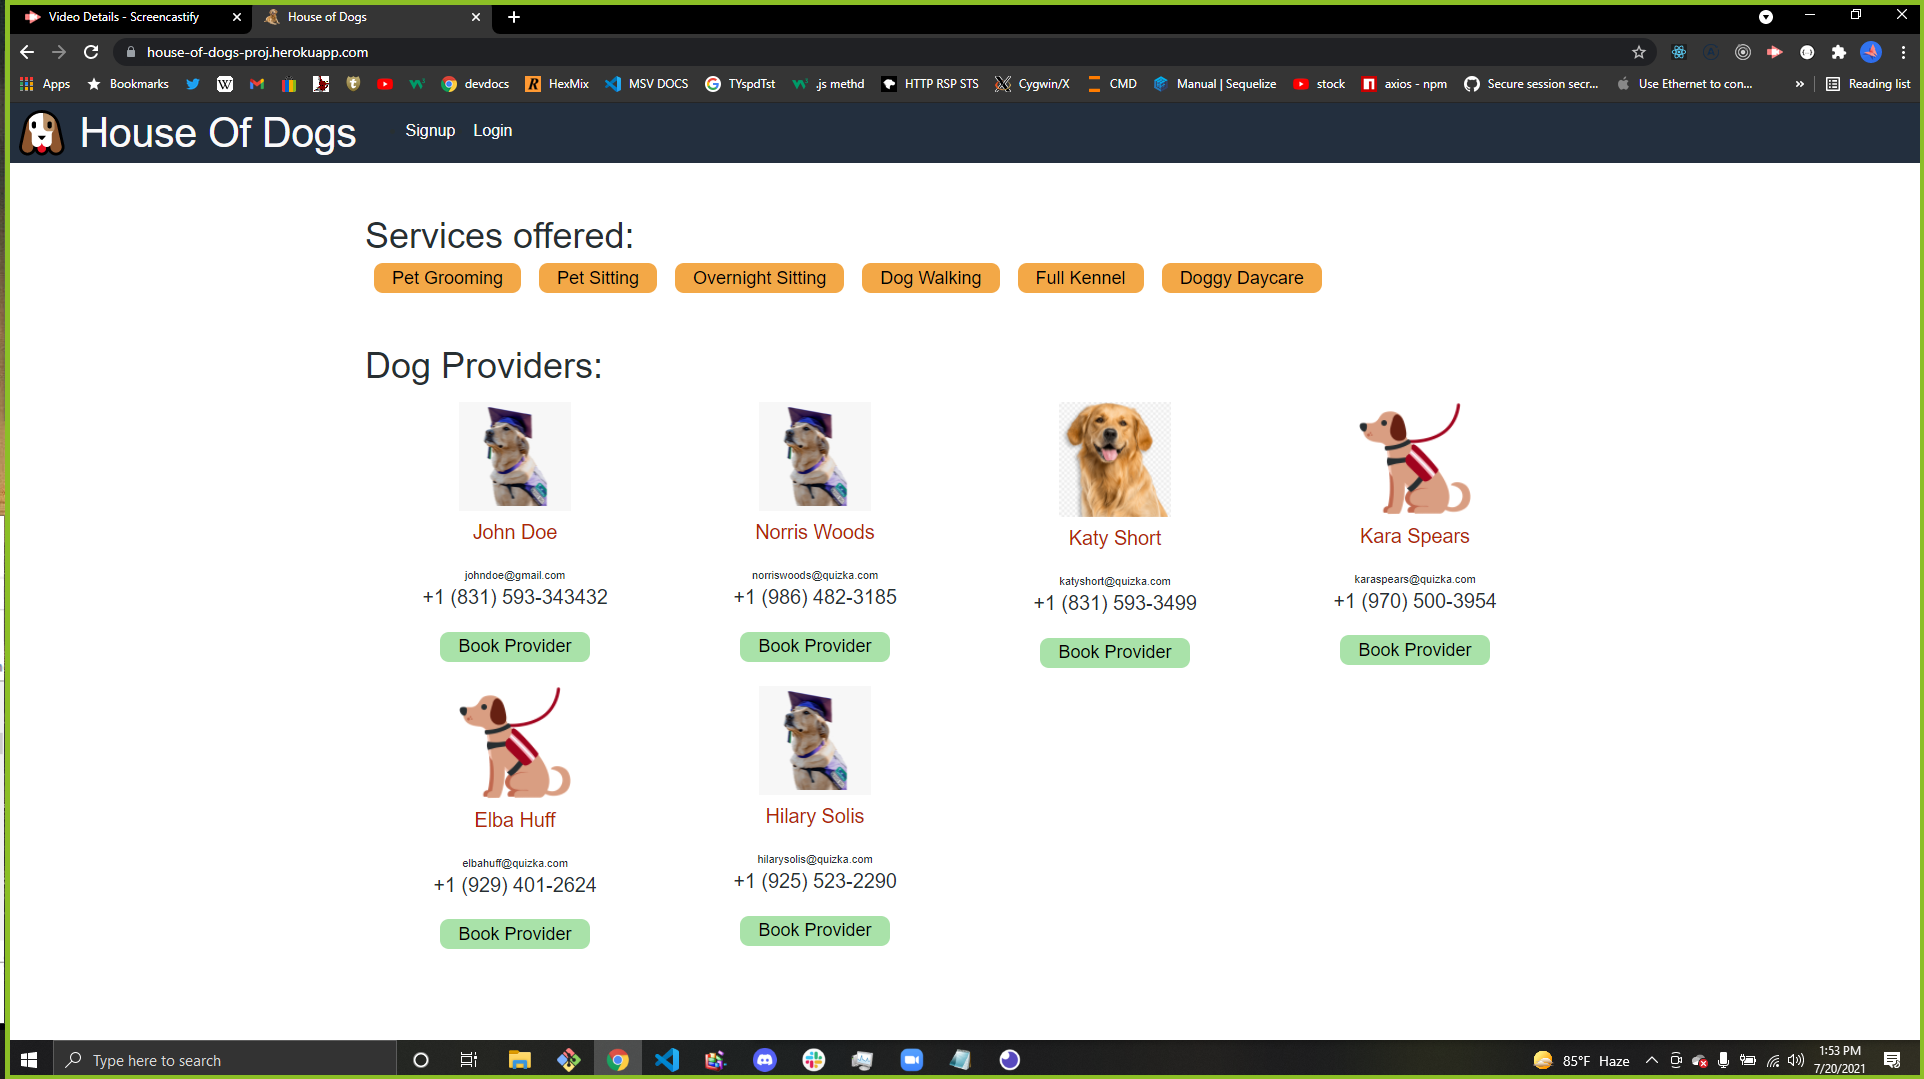 Video Details - Screencastify
House of Dogs
house-of-dogs-proj.herokuapp.com
Apps Bookmarks devdocs HexMix MSV DOCS TYspdTst .js methd HTTP RSP STS Cygwin/X CMD Manual | Sequelize stock axios - npm Secure session secr... Use Ethernet to con... » Reading list
House Of Dogs Signup Login
Services offered:
Pet Grooming Pet Sitting Overnight Sitting Dog Walking Full Kennel Doggy Daycare
Dog Providers:
John Doe Norris Woods Katy Short Kara Spears
johndoe@gmail.com norriswoods@quizka.com katyshort@quizka.com karaspears@quizka.com
+1 (831) 593-343432 +1 (986) 482-3185 +1 (831) 593-3499 +1 (970) 500-3954
Book Provider Book Provider Book Provider Book Provider
Elba Huff Hilary Solis
elbahuff@quizka.com hilarysolis@quizka.com
+1 (929) 401-2624 +1 (925) 523-2290
Book Provider Book Provider
Type here to search
85°F Haze
1:53 PM
7/20/2021